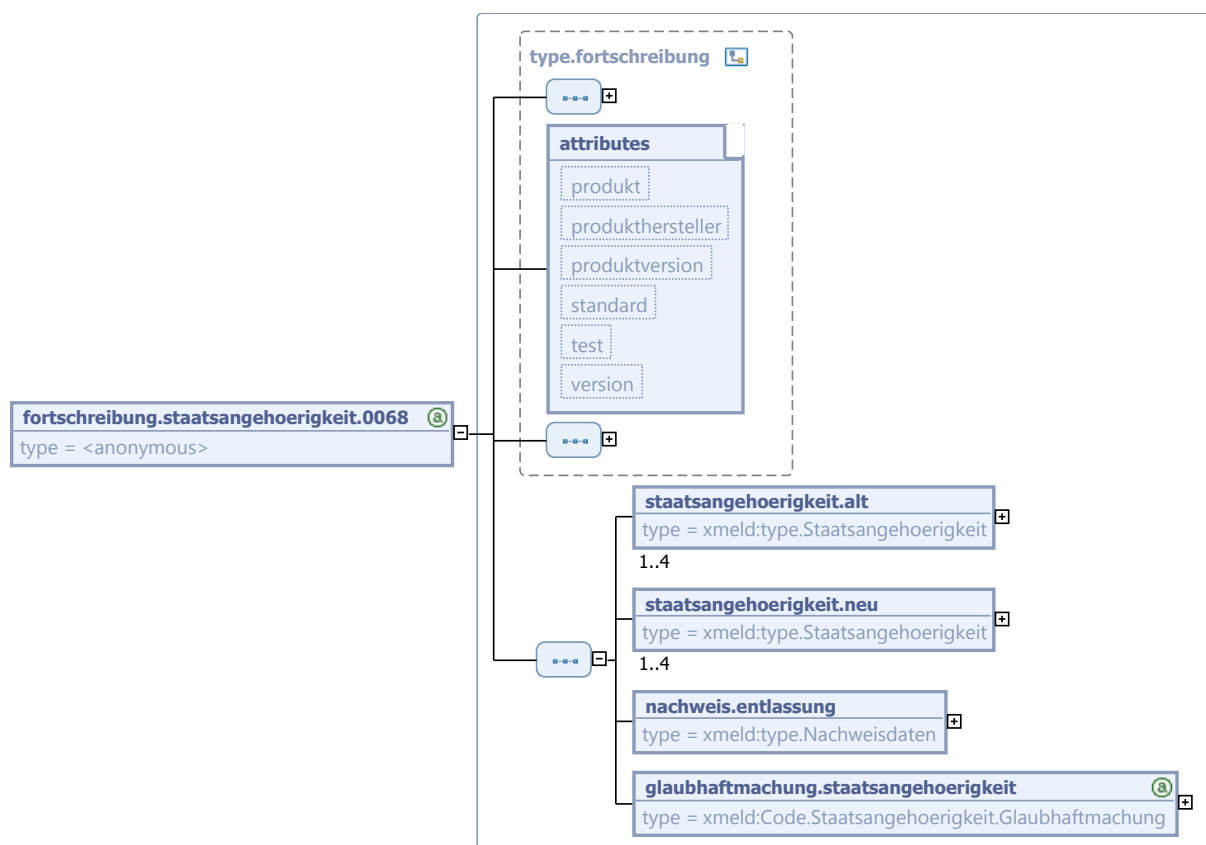 type.fortschreibung
attributes
produkt
produkthersteller
produktversion
standard
test
version
fortschreibung.staatsangehoerigkeit.0068
type = <anonymous>
staatsangehoerigkeit.alt
type = xmeld:type.Staatsangehoerigkeit
1..4
staatsangehoerigkeit.neu
type = xmeld:type.Staatsangehoerigkeit
1..4
nachweis.entlassung
type = xmeld:type.Nachweisdaten
glaubhaftmachung.staatsangehoerigkeit
type = xmeld:Code.Staatsangehoerigkeit.Glaubhaftmachung